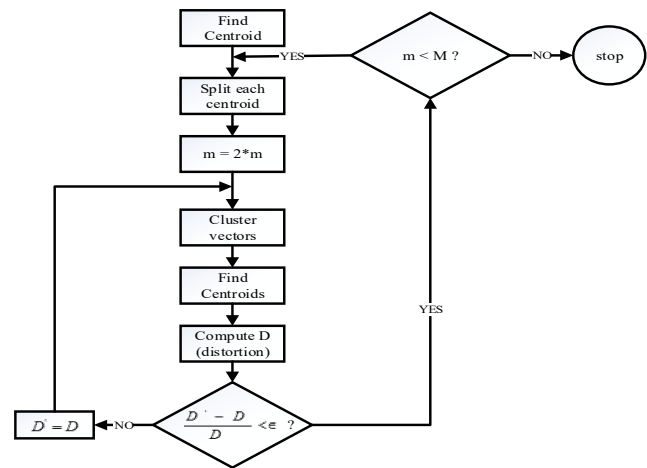 Find
Centroid
YES
m < M ?
NO
stop
Split each
centroid
m = 2*m
Cluster
vectors
Find
Centroids
YES
Compute D
(distortion)
D' = D
NO
D' - D
D
<∈ ?